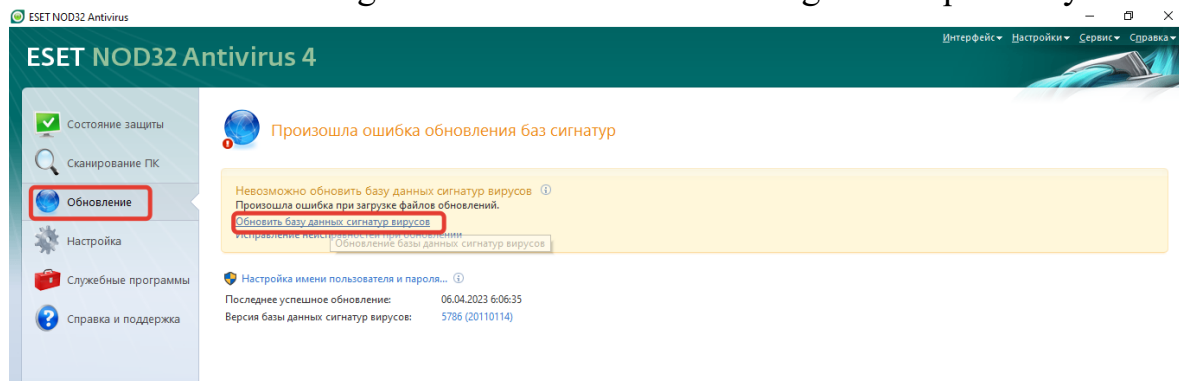 ESET NOD32 Antivirus
Интерфейс Настройки Сервис Справка
ESET NOD32 Antivirus 4
Состояние защиты
Сканирование ПК
Обновление
Настройка
Служебные программы
Справка и поддержка
Произошла ошибка обновления баз сигнатур
Невозможно обновить базу данных сигнатур вирусов
Произошла ошибка при загрузке файлов обновлений.
Обновить базу данных сигнатур вирусов
Обновление базы данных сигнатур вирусов
Настройка имени пользователя и пароля...
Последнее успешное обновление: 06.04.2023 6:06:35
Версия базы данных сигнатур вирусов: 5786 (20110114)